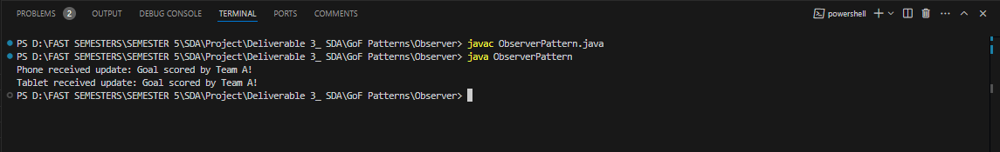 PROBLEMS 2 OUTPUT DEBUG CONSOLE TERMINAL PORTS COMMENTS powershell
PS D:\FAST SEMESTERS\SEMESTER 5\SDA\Project\Deliverable 3_ SDA\GoF Patterns\Observer> javac ObserverPattern.java
PS D:\FAST SEMESTERS\SEMESTER 5\SDA\Project\Deliverable 3_ SDA\GoF Patterns\Observer> java ObserverPattern
Phone received update: Goal scored by Team A!
Tablet received update: Goal scored by Team A!
PS D:\FAST SEMESTERS\SEMESTER 5\SDA\Project\Deliverable 3_ SDA\GoF Patterns\Observer>